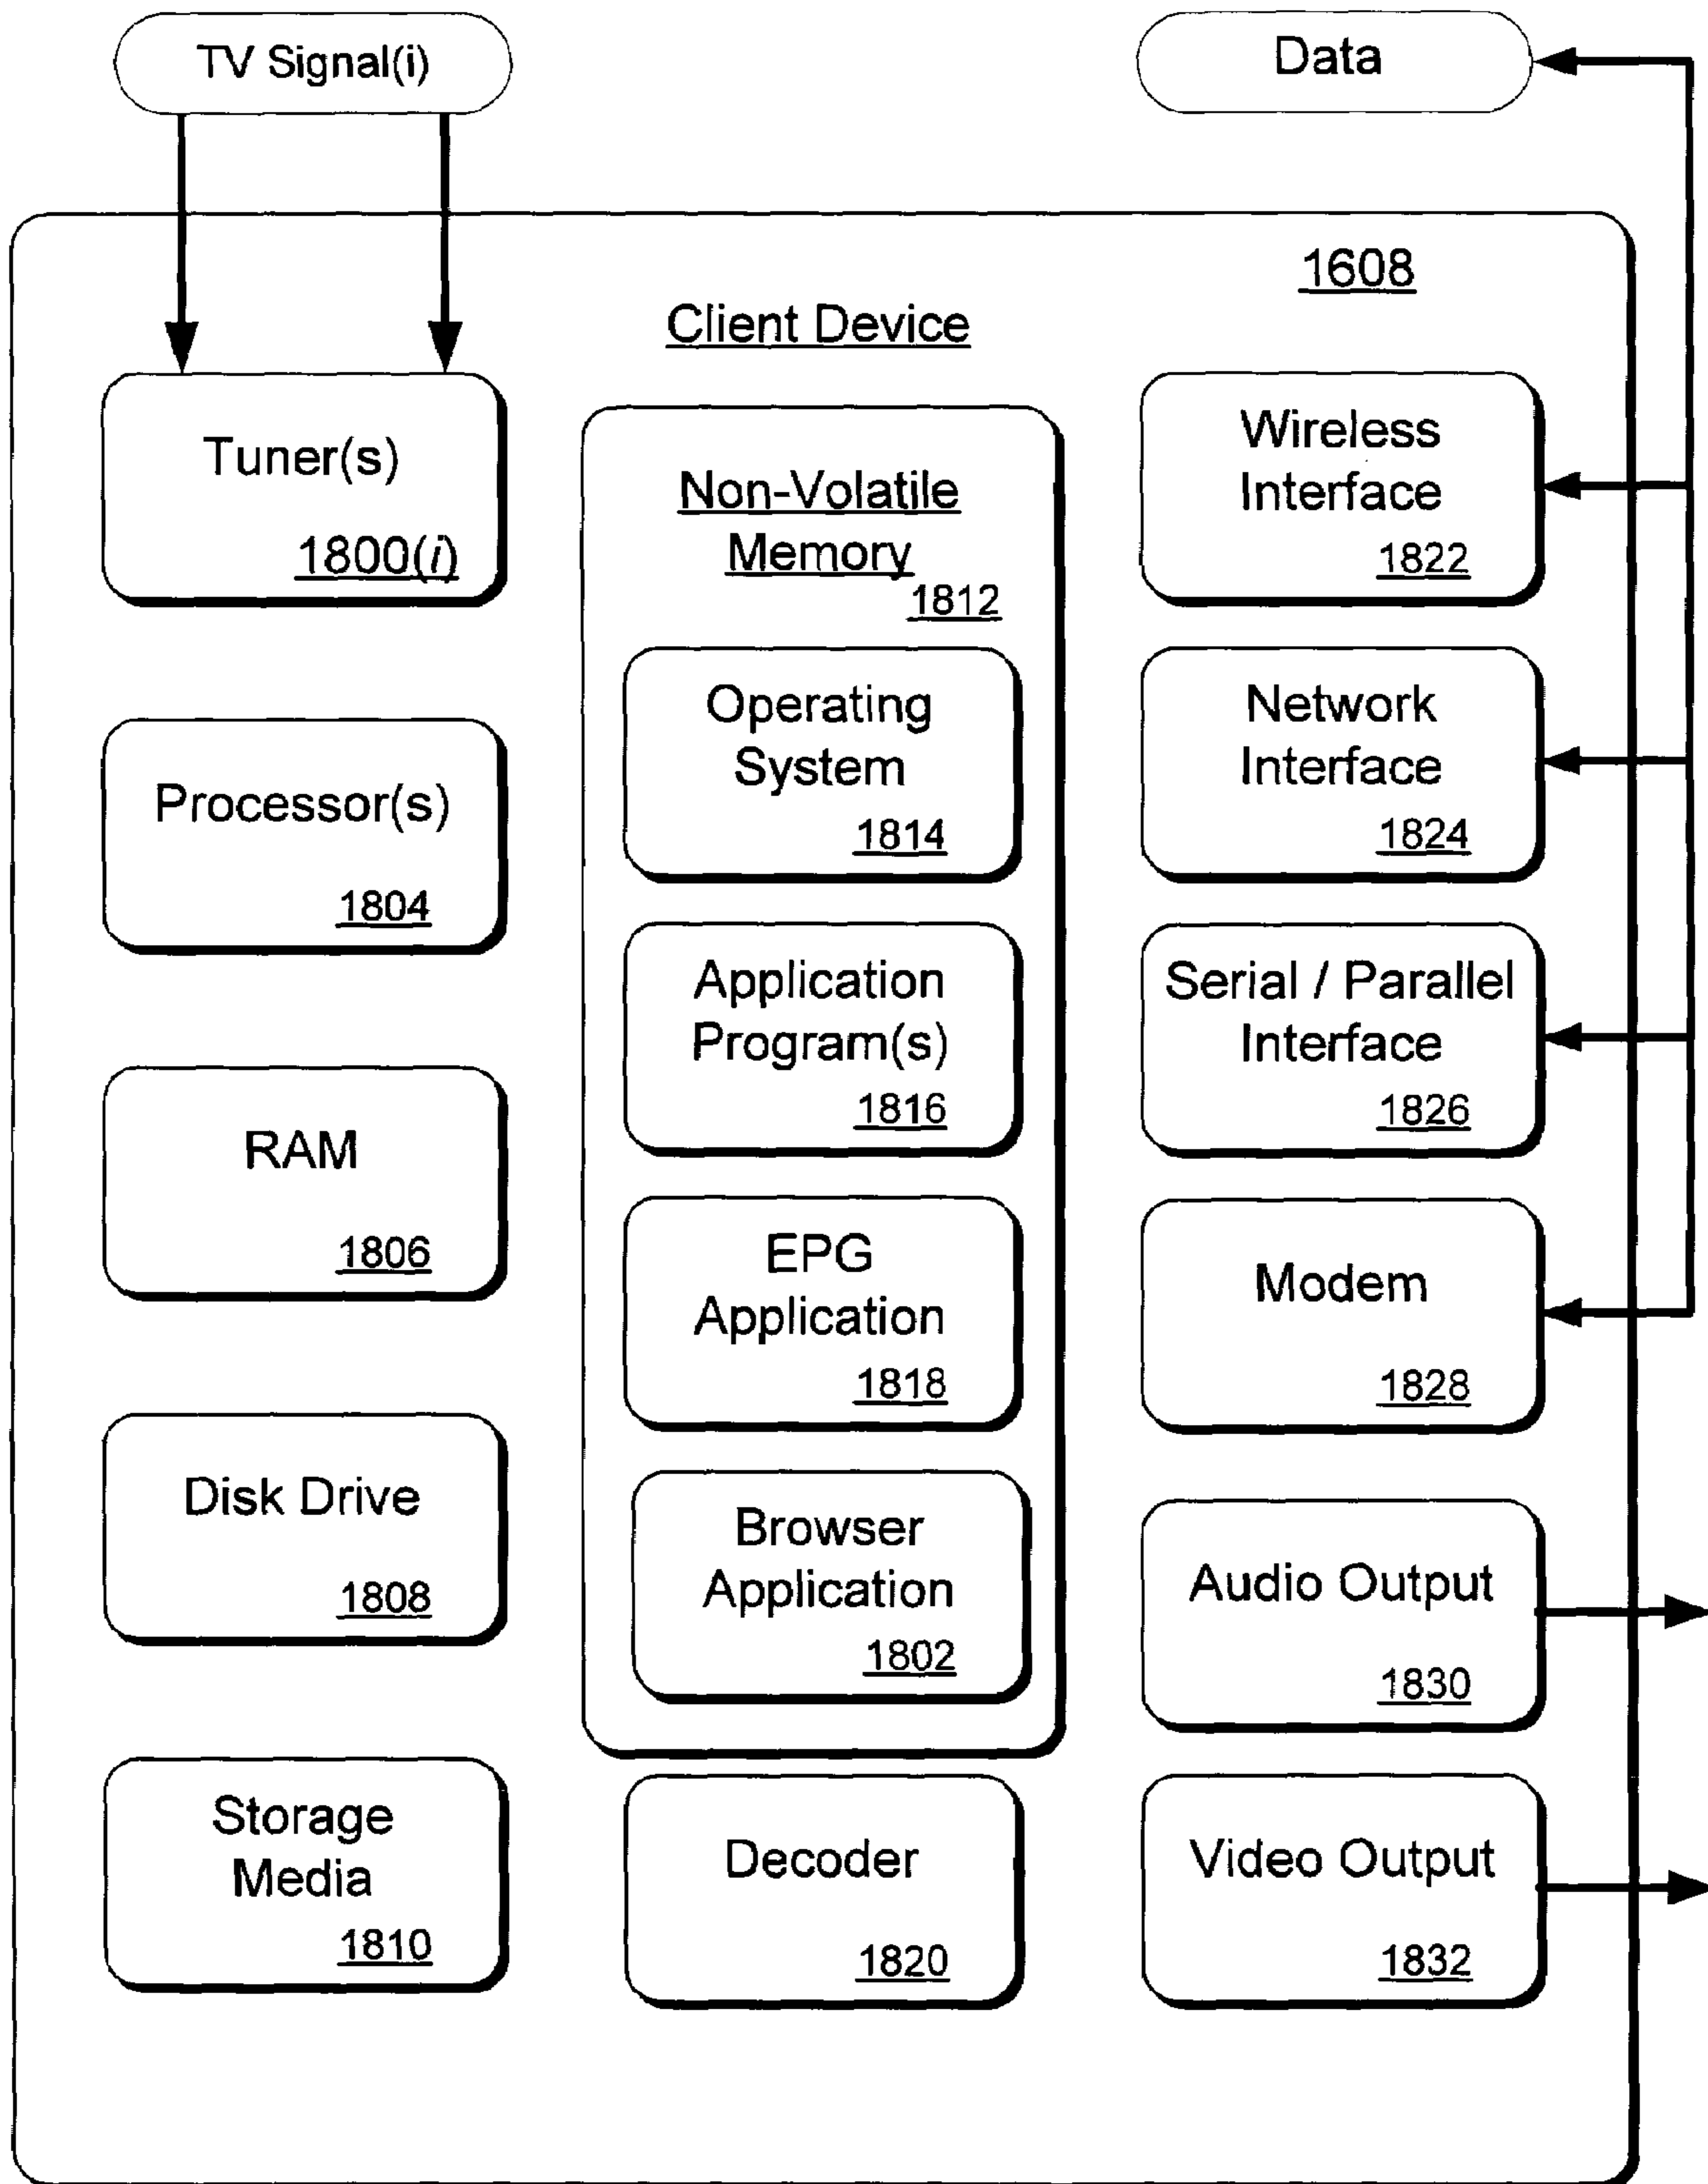 TV Signal(i)
Data
1608
Client Device
Tuner(s)
1800(i)
Processor(s)
1804
RAM
1806
Disk Drive
1808
Storage
Media
1810
Non-Volatile
Memory
1812
Operating
System
1814
Application
Program(s)
1816
EPG
Application
1818
Browser
Application
1802
Decoder
1820
Wireless
Interface
1822
Network
Interface
1824
Serial / Parallel
Interface
1826
Modem
1828
Audio Output
1830
Video Output
1832